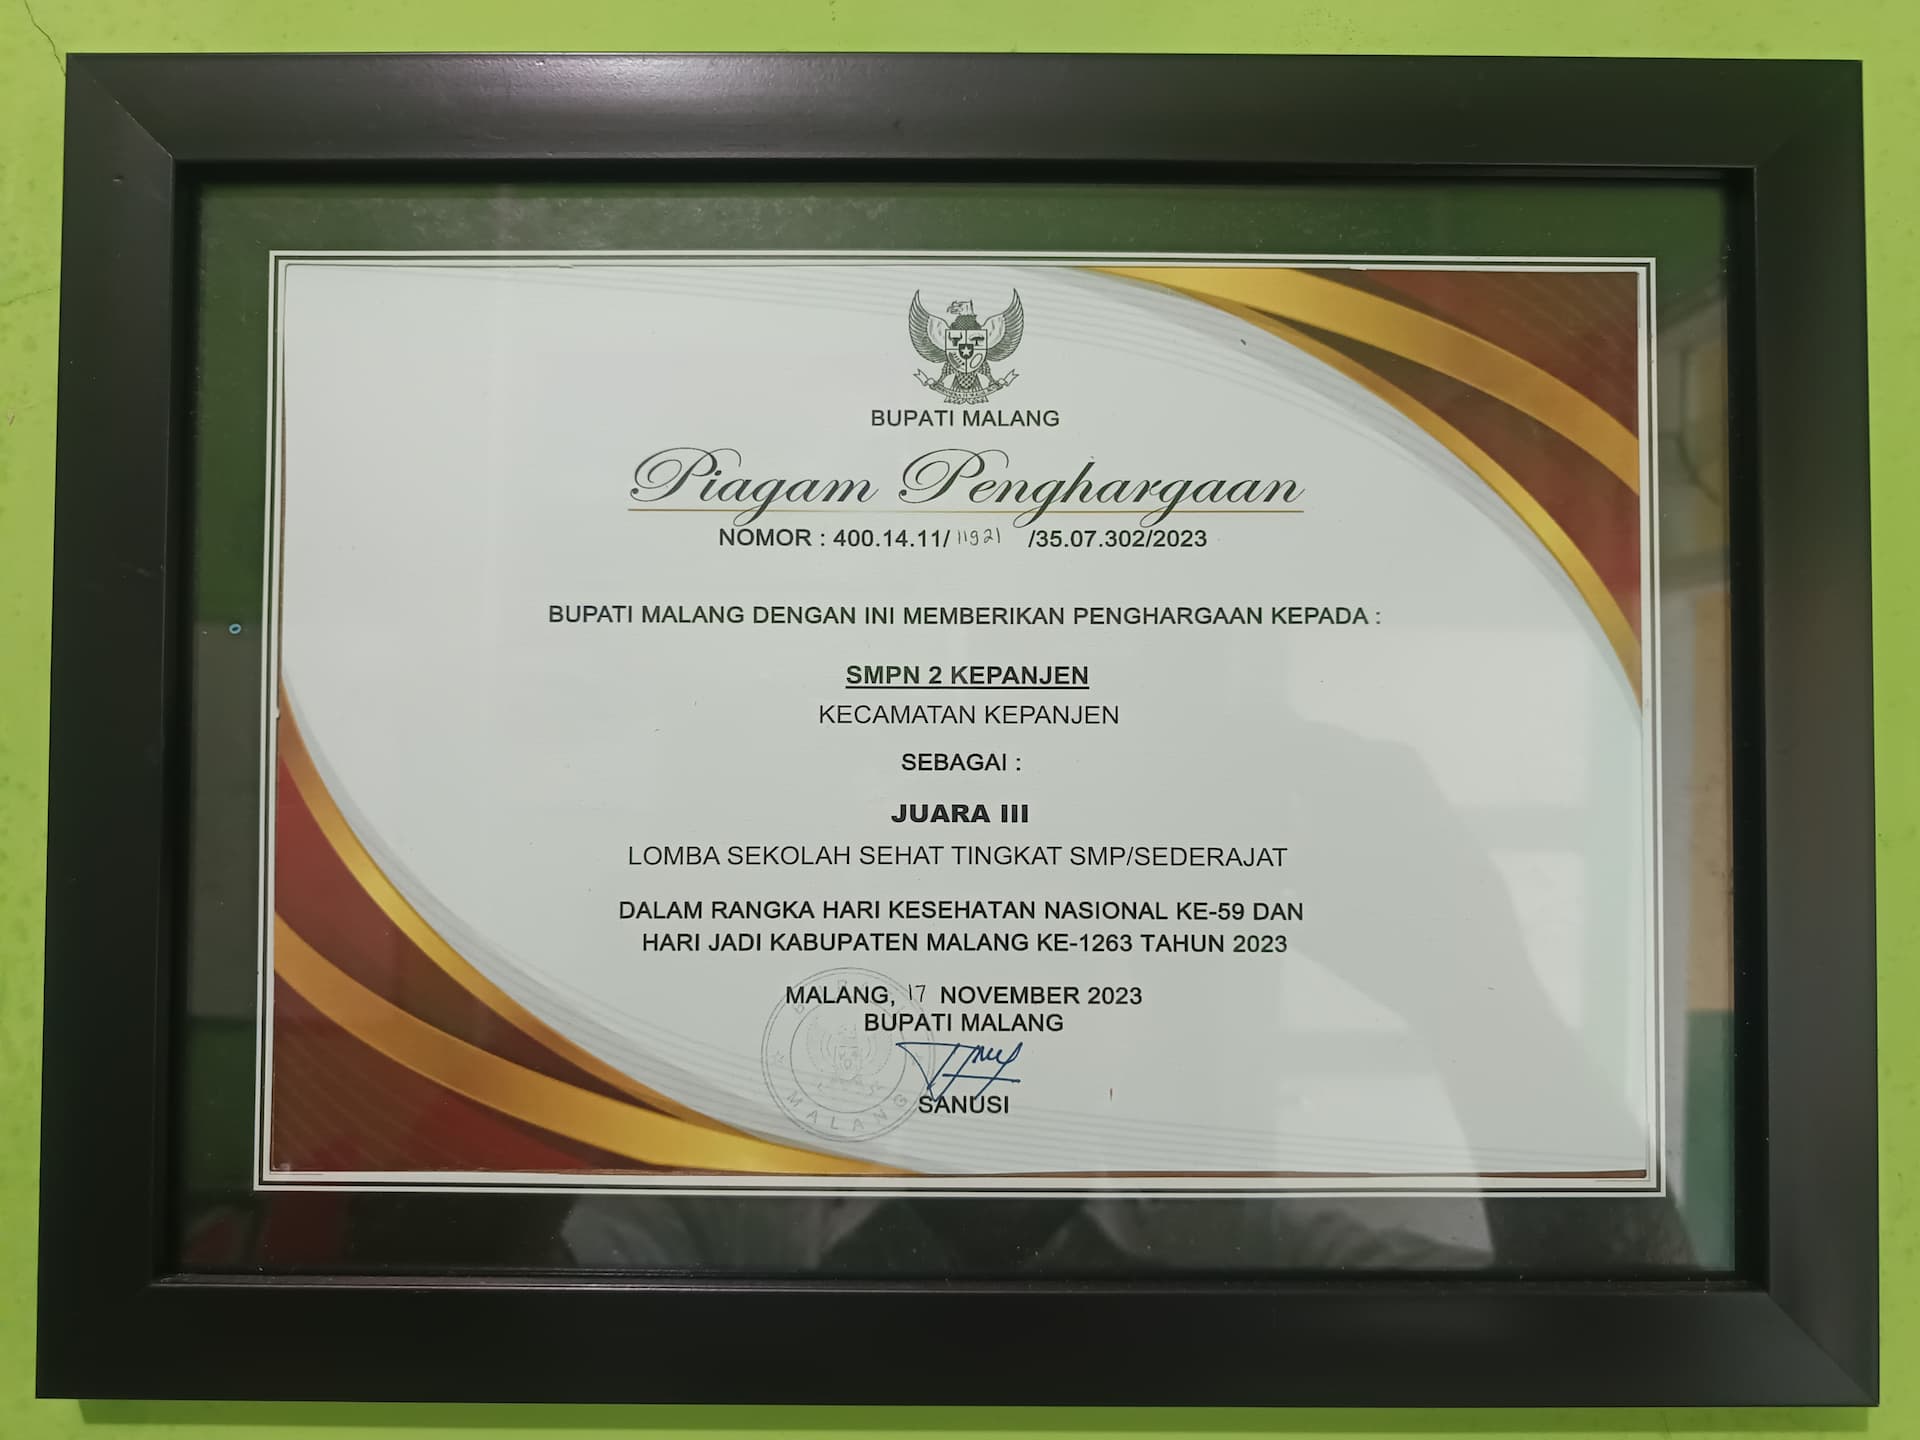 BUPATI MALANG
Piagam Penghargaan
NOMOR : 400.14.11/ 11921 /35.07.302/2023
BUPATI MALANG DENGAN INI MEMBERIKAN PENGHARGAAN KEPADA :
SMPN 2 KEPANJEN
KECAMATAN KEPANJEN
SEBAGAI :
JUARA III
LOMBA SEKOLAH SEHAT TINGKAT SMP/SEDERAJAT
DALAM RANGKA HARI KESEHATAN NASIONAL KE-59 DAN
HARI JADI KABUPATEN MALANG KE-1263 TAHUN 2023
MALANG, 17 NOVEMBER 2023
BUPATI MALANG
SANUSI
MALANG